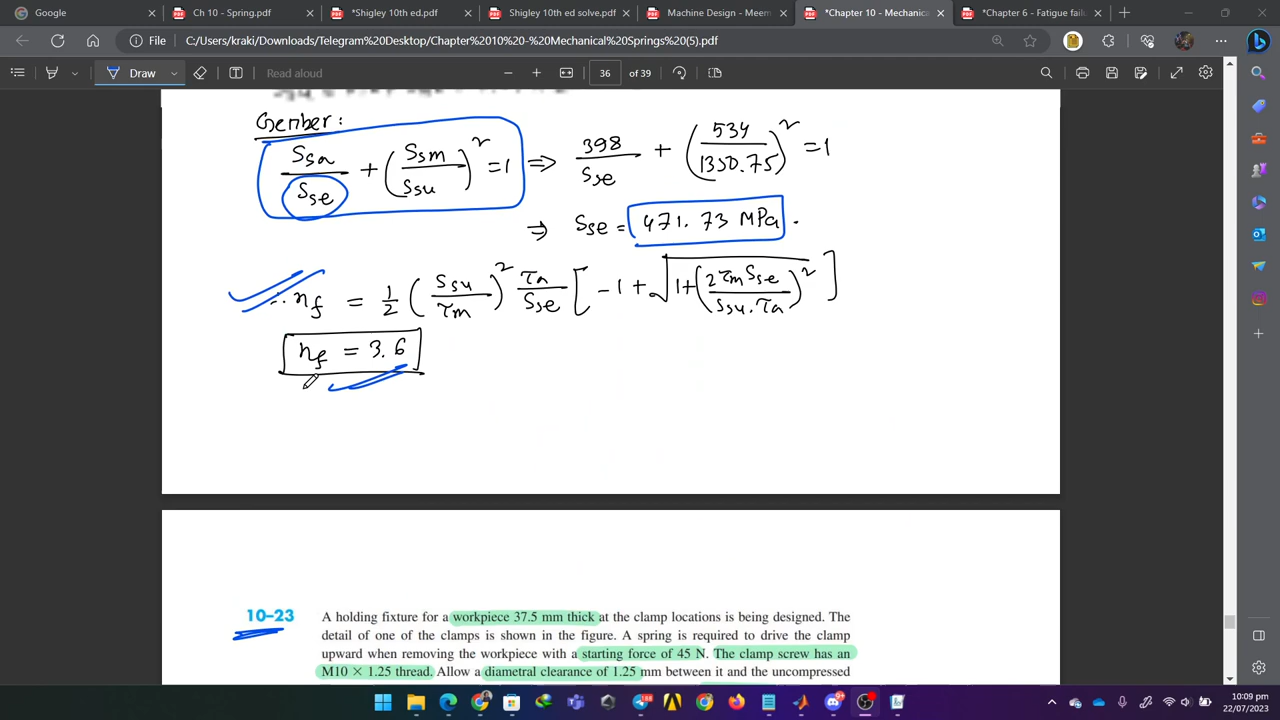 Google
Ch 10 - Spring.pdf
*Shigley 10th ed.pdf
Shigley 10th ed solve.pdf
Machine Design - Meem
*Chapter 10 - Mechanica
*Chapter 6 - Fatigue failu
File
C:/Users/kraki/Downloads/Telegram%20Desktop/Chapter%2010%20-%20Mechanical%20Springs%20(5).pdf
Draw
Read aloud
36 of 39
Gerber:
Ssa/Sse + (Ssm/Ssu)² = 1 ⇒ 398/Sse + (534/1350.75)² = 1
⇒ Sse = 471.73 MPa.
∴ nf = 1/2 (Ssu/τm)² τa/Sse [-1 + √(1+(2τm Sse/Ssu.τa)²)]
nf = 3.6
10–23 A holding fixture for a workpiece 37.5 mm thick at the clamp locations is being designed. The
detail of one of the clamps is shown in the figure. A spring is required to drive the clamp
upward when removing the workpiece with a starting force of 45 N. The clamp screw has an
M10 × 1.25 thread. Allow a diametral clearance of 1.25 mm between it and the uncompressed
10:09 pm
22/07/2023